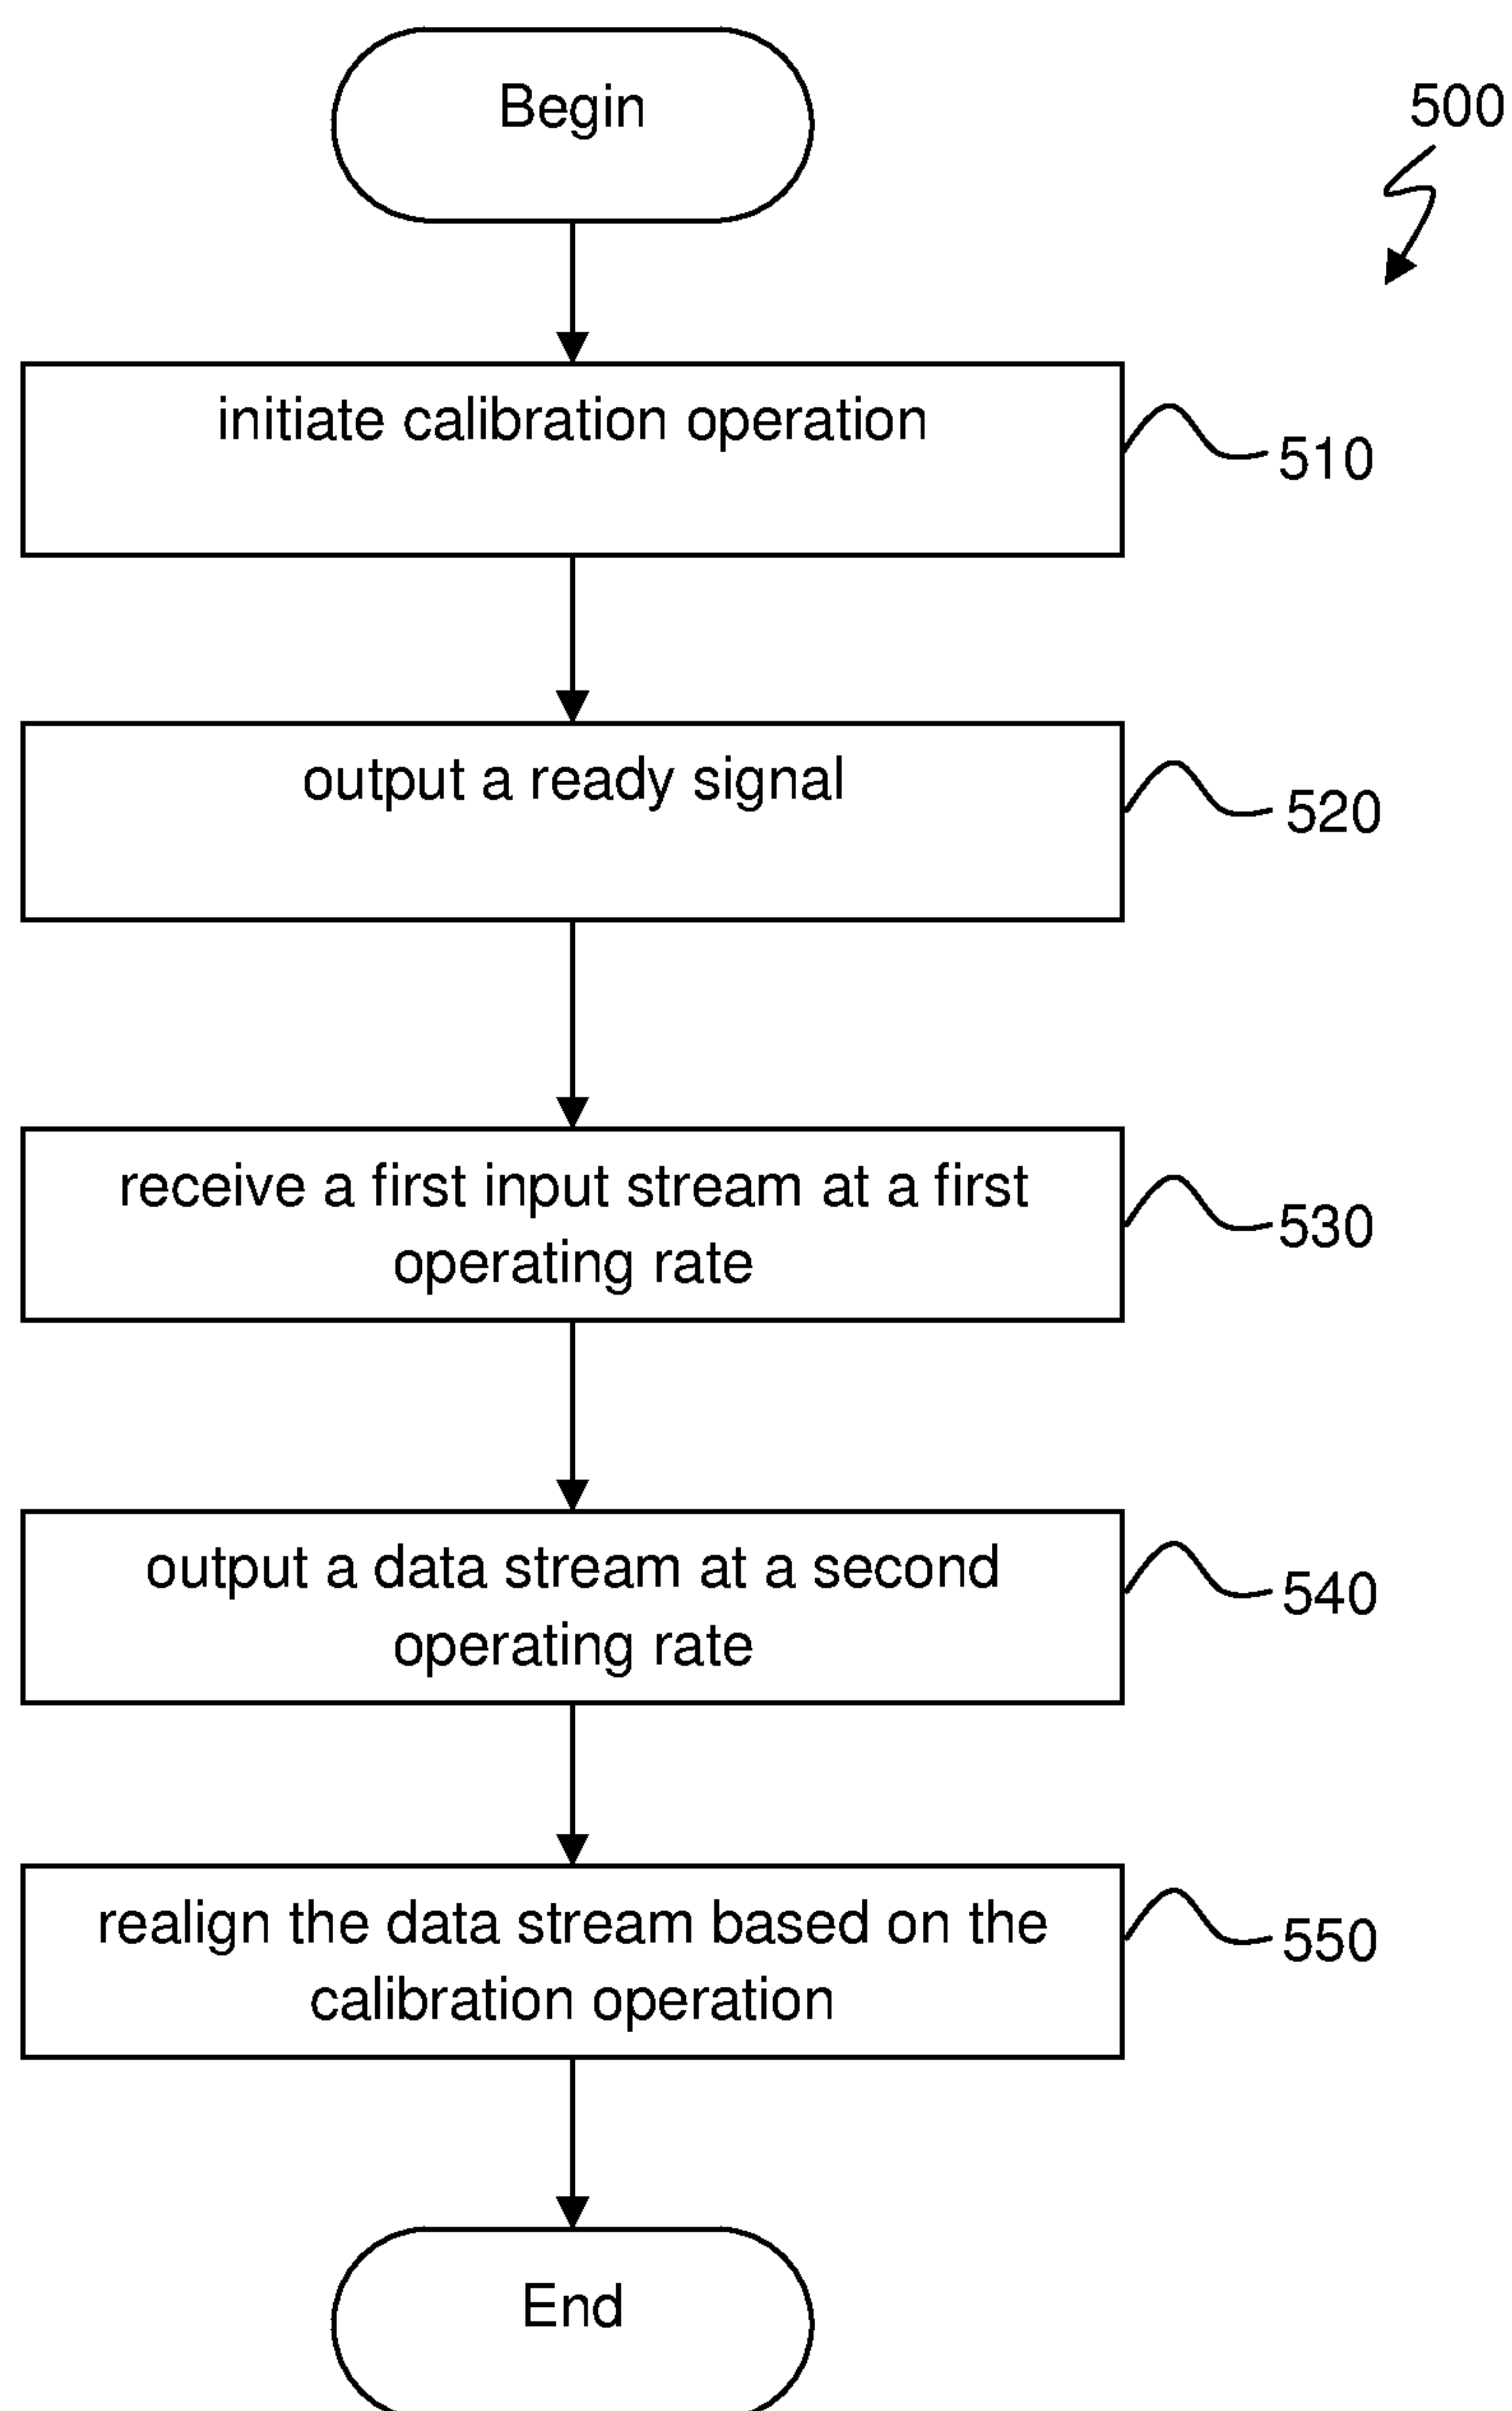 Begin
500
initiate calibration operation
510
output a ready signal
520
receive a first input stream at a first
operating rate
530
output a data stream at a second
operating rate
540
realign the data stream based on the
calibration operation
550
End